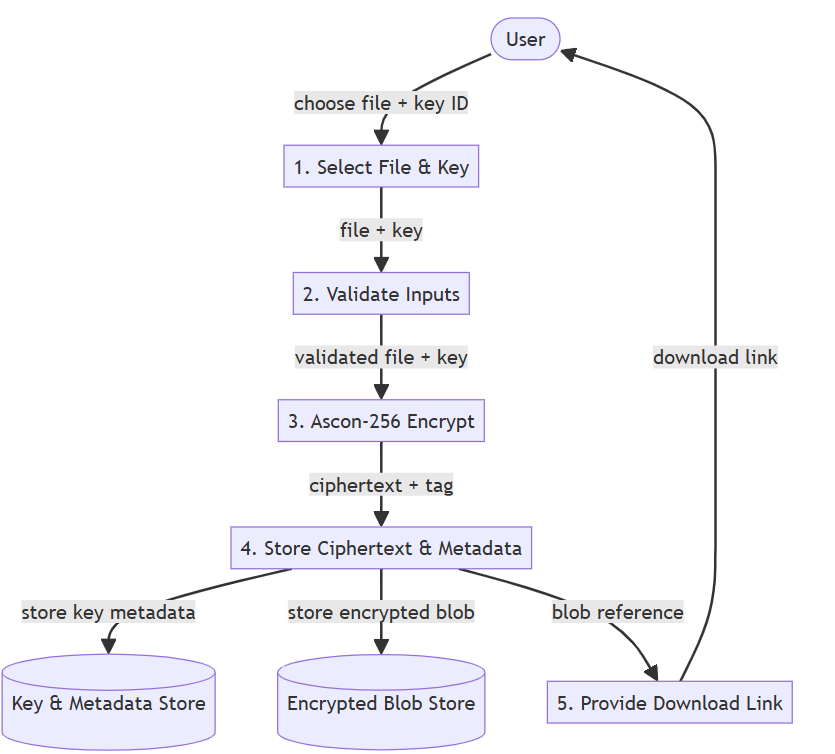 User
choose file + key ID
1. Select File & Key
file + key
2. Validate Inputs
validated file + key
download link
3. Ascon-256 Encrypt
ciphertext + tag
4. Store Ciphertext & Metadata
store key metadata
store encrypted blob
blob reference
Key & Metadata Store
Encrypted Blob Store
5. Provide Download Link